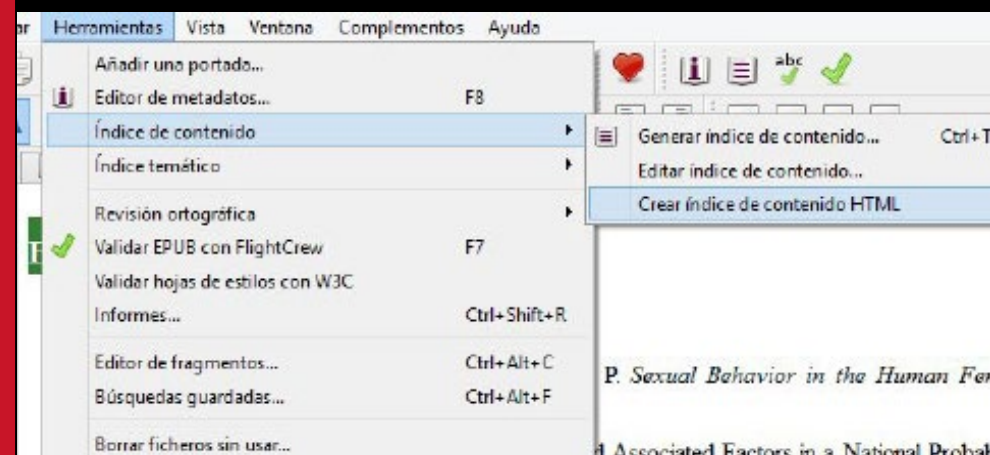 ar Herramientas Vista Ventana Complementos Ayuda
Añadir una portada...
Editor de metadatos... F8
Índice de contenido
Índice temático
Revisión ortográfica
Validar EPUB con FlightCrew F7
Validar hojas de estilos con W3C
Informes... Ctrl+Shift+R
Editor de fragmentos... Ctrl+Alt+C
Búsquedas guardadas... Ctrl+Alt+F
Borrar ficheros sin usar...
abc
Generar índice de contenido... Ctrl+T
Editar índice de contenido...
Crear índice de contenido HTML
P. Sexual Behavior in the Human Fe
d Associated Factors in a National Probab